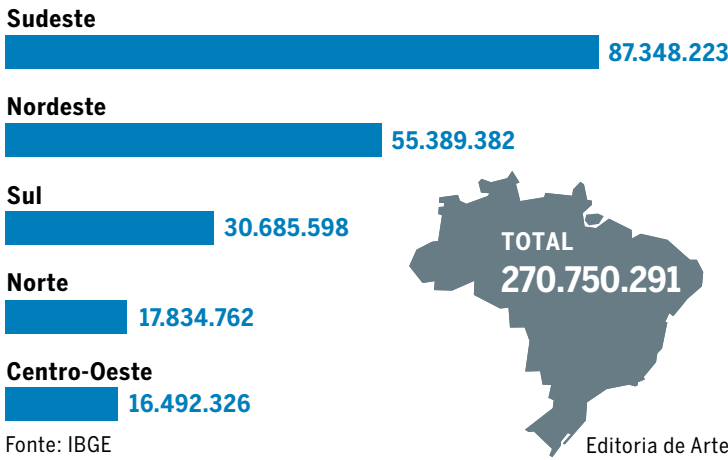 Sudeste
87.348.223
Nordeste
55.389.382
Sul
30.685.598
Norte
17.834.762
Centro-Oeste
16.492.326
TOTAL
270.750.291
Fonte: IBGE
Editoria de Arte